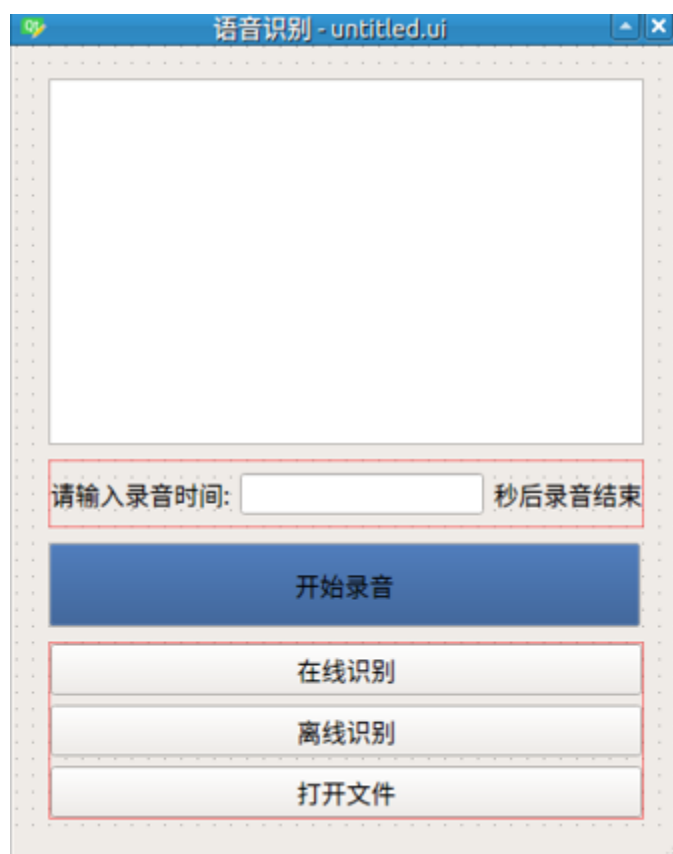 语音识别 - untitled.ui
请输入录音时间: 秒后录音结束
开始录音
在线识别
离线识别
打开文件